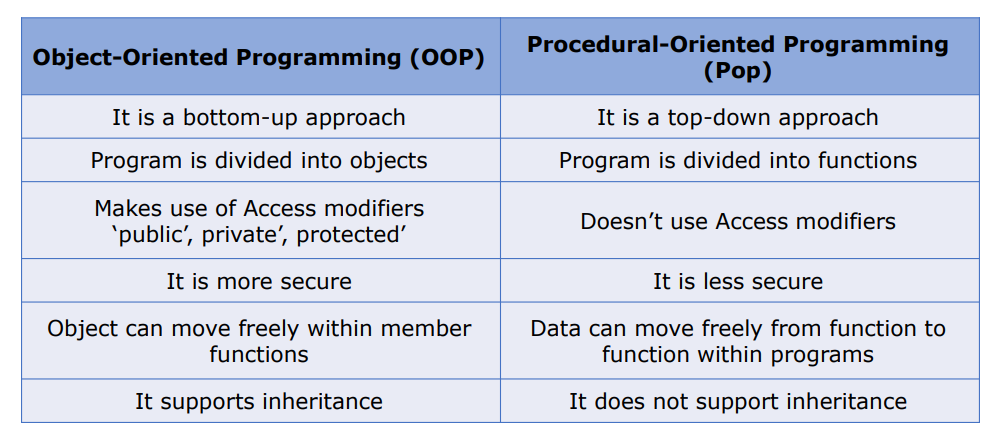 Object-Oriented Programming (OOP)
Procedural-Oriented Programming
(Pop)
It is a bottom-up approach
It is a top-down approach
Program is divided into objects
Program is divided into functions
Makes use of Access modifiers
‘public’, private’, protected’
Doesn’t use Access modifiers
It is more secure
It is less secure
Object can move freely within member
functions
Data can move freely from function to
function within programs
It supports inheritance
It does not support inheritance